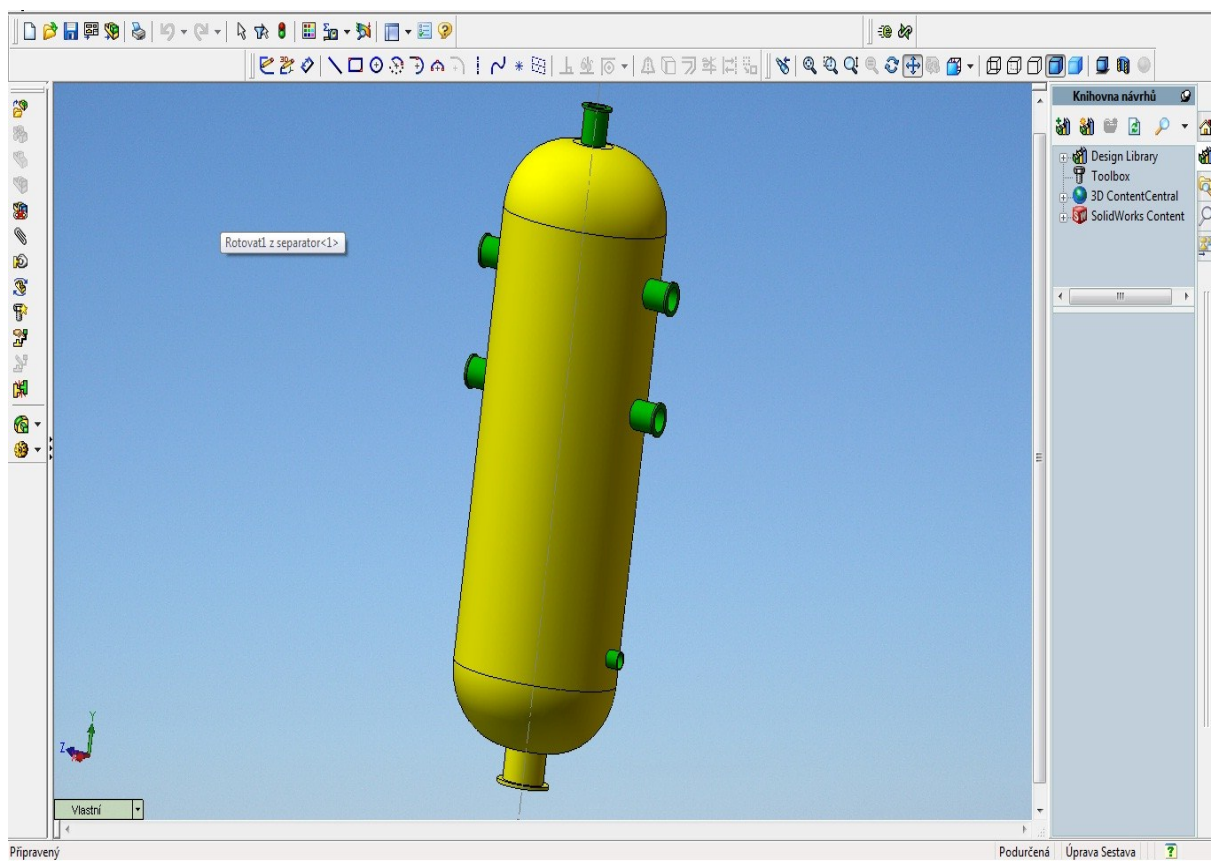 Knihovna návrhů
Design Library
Toolbox
3D ContentCentral
SolidWorks Content
Rotovat1 z separator<1>
Y
Z
Vlastní
Připravený
Podurčená
Úprava Sestava